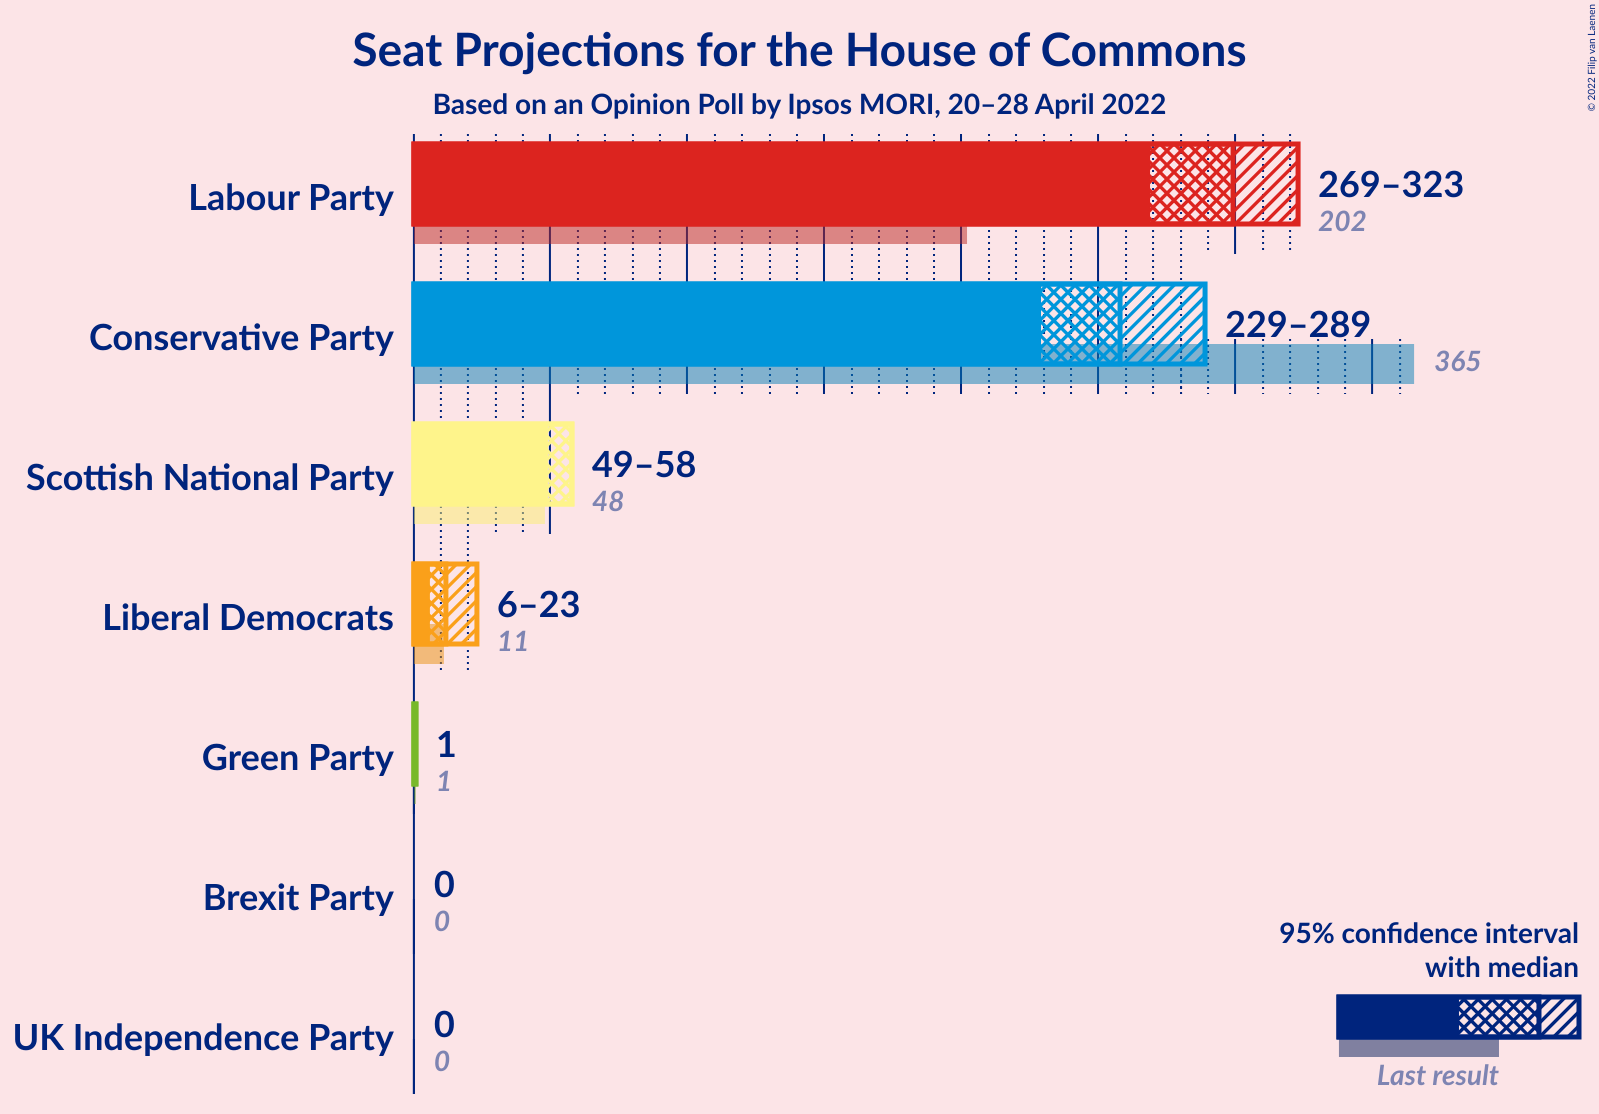 Seat Projections for the House of Commons
Based on an Opinion Poll by Ipsos MORI, 20–28 April 2022
© 2022 Filip van Laenen
Labour Party
269–323
202
Conservative Party
229–289
365
Scottish National Party
49–58
48
Liberal Democrats
6–23
11
Green Party
1
1
Brexit Party
0
0
UK Independence Party
0
0
95% confidence interval
with median
Last result